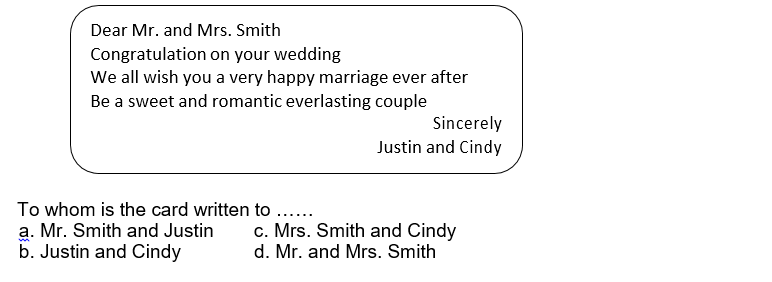 Dear Mr. and Mrs. Smith
Congratulation on your wedding
We all wish you a very happy marriage ever after
Be a sweet and romantic everlasting couple
Sincerely
Justin and Cindy
To whom is the card written to ......
a. Mr. Smith and Justin c. Mrs. Smith and Cindy
b. Justin and Cindy d. Mr. and Mrs. Smith